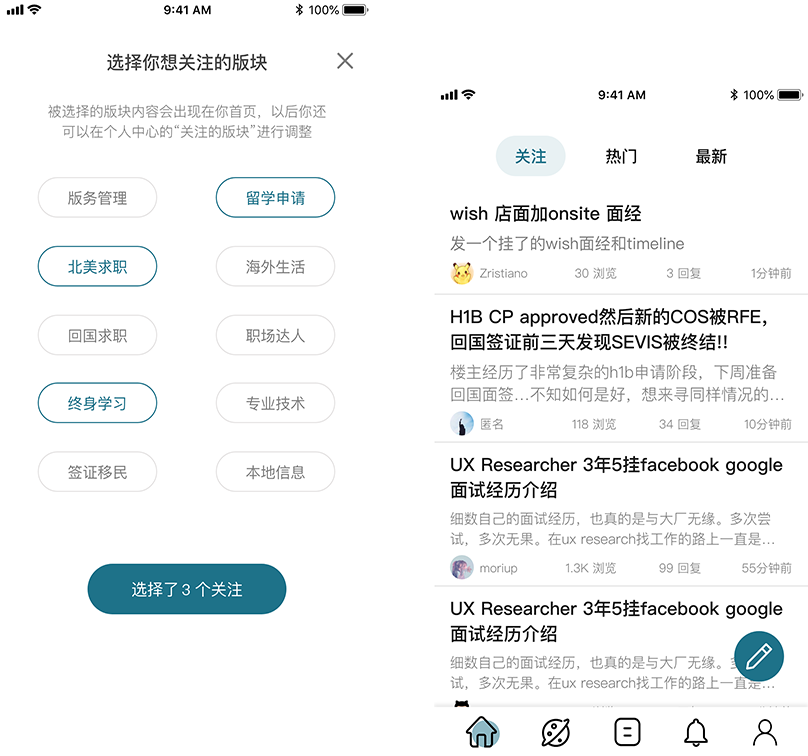 9:41 AM
100%
选择你想关注的版块
被选择的版块内容会出现在你首页，以后你还
可以在个人中心的“关注的版块”进行调整
版务管理
留学申请
北美求职
海外生活
回国求职
职场达人
终身学习
专业技术
签证移民
本地信息
选择了 3 个关注
9:41 AM
100%
关注
热门
最新
wish 店面加onsite 面经
发一个挂了的wish面经和timeline
Zristiano 30 浏览 3 回复 1分钟前
H1B CP approved然后新的COS被RFE，
回国签证前三天发现SEVIS被终结!!
楼主经历了非常复杂的h1b申请阶段，下周准备
回国面签...不知如何是好，想来寻同样情况的...
匿名 118 浏览 34 回复 10分钟前
UX Researcher 3年5挂facebook google
面试经历介绍
细数自己的面试经历，也真的是与大厂无缘。多次尝
试，多次无果。在ux research找工作的路上一直是...
moriup 1.3K 浏览 99 回复 55分钟前
UX Researcher 3年5挂facebook google
面试经历介绍
细数自己的面试经历，也真的是与大厂无缘。
试，多次无果。在ux research找工作的路上一直是...